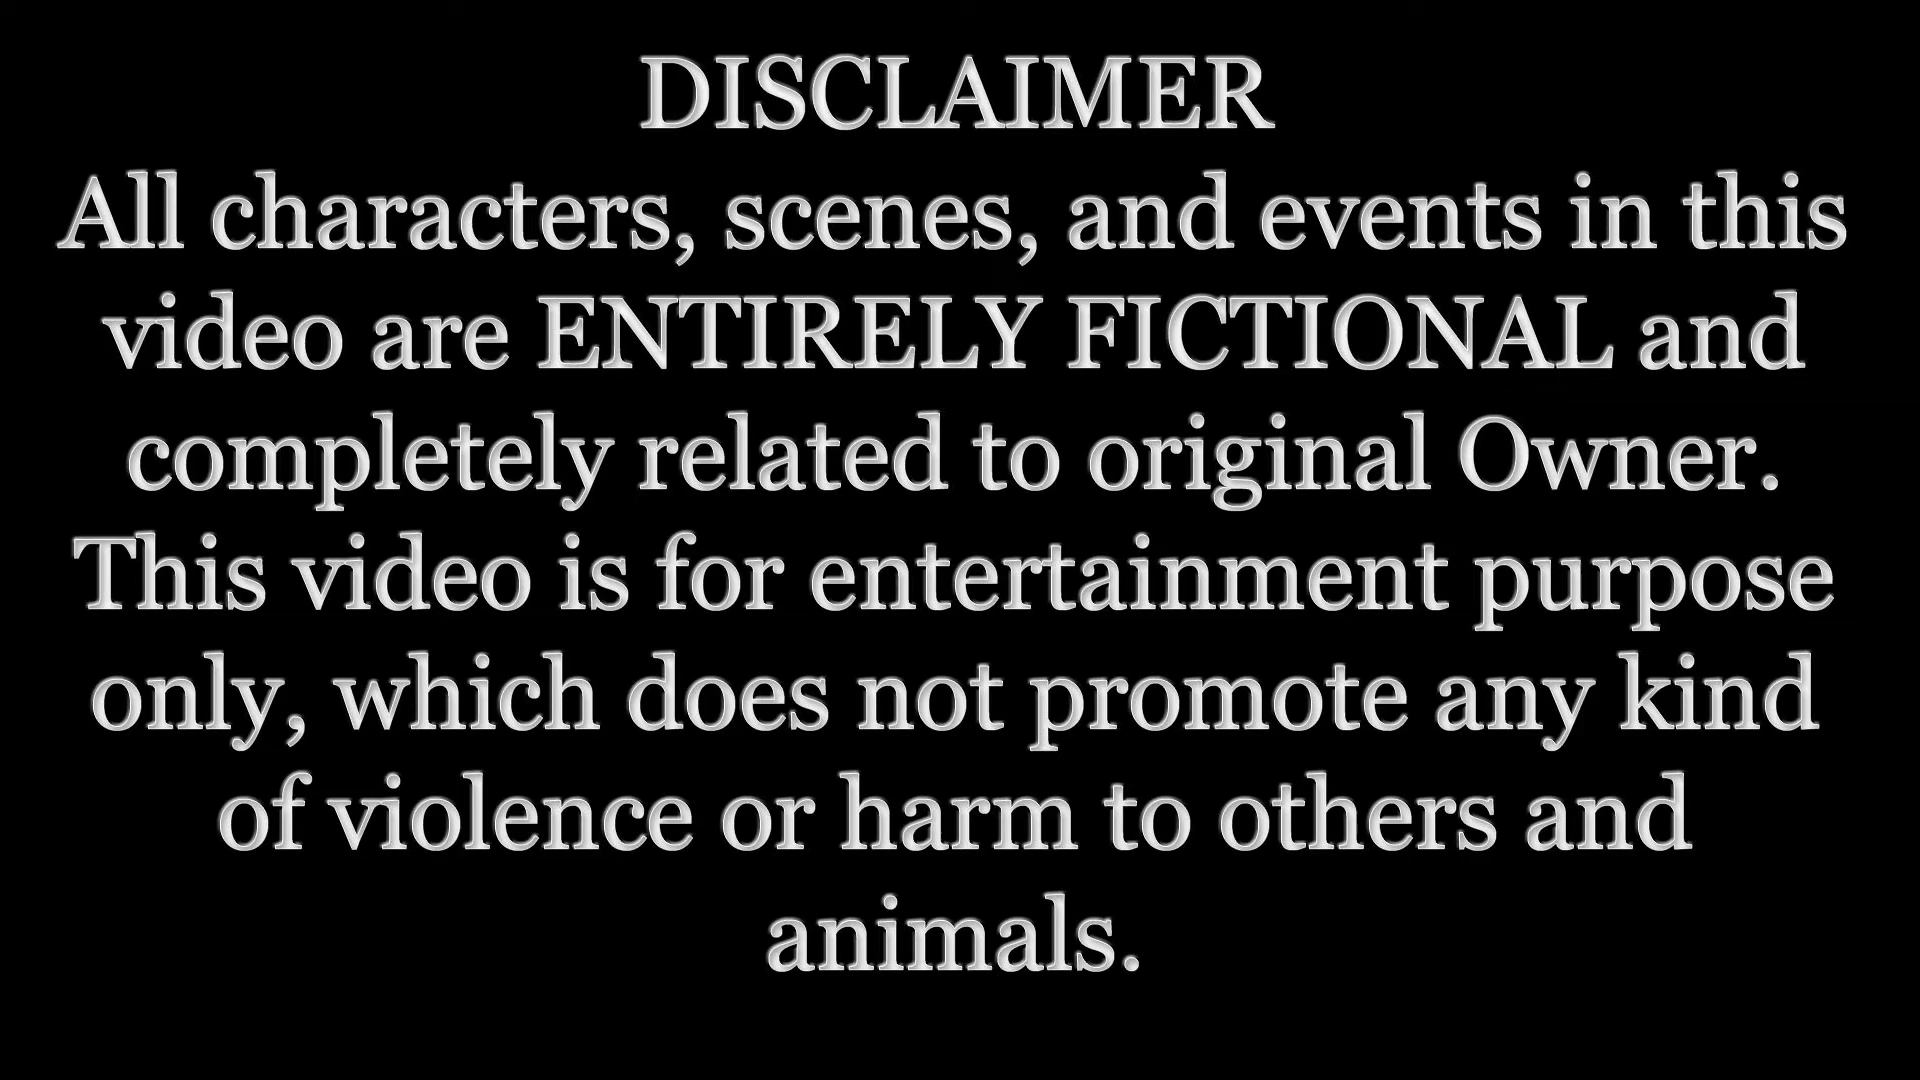 DISCLAIMER
All characters, scenes, and events in this
video are ENTIRELY FICTIONAL and
completely related to original Owner.
This video is for entertainment purpose
only, which does not promote any kind
of violence or harm to others and
animals.